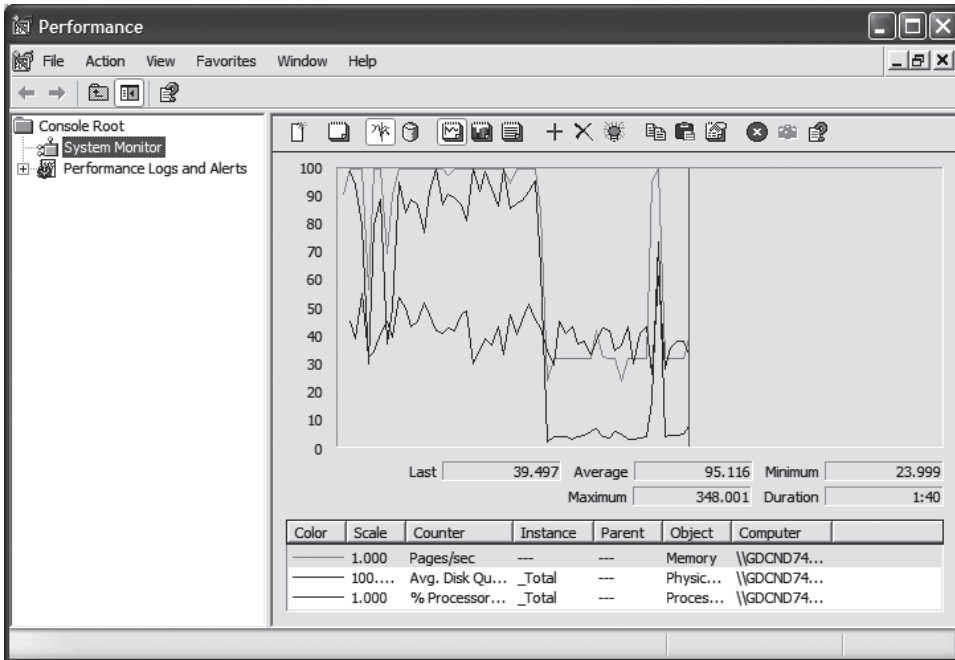 Performance
File Action View Favorites Window Help
Console Root
System Monitor
Performance Logs and Alerts
100
90
80
70
60
50
40
30
20
10
0
Last 39.497 Average 95.116 Minimum 23.999
Maximum 348.001 Duration 1:40
Color Scale Counter Instance Parent Object Computer
1.000 Pages/sec --- --- Memory \\GDCND74...
100.... Avg. Disk Qu... _Total --- Physic... \\GDCND74...
1.000 % Processor... _Total --- Proces... \\GDCND74...